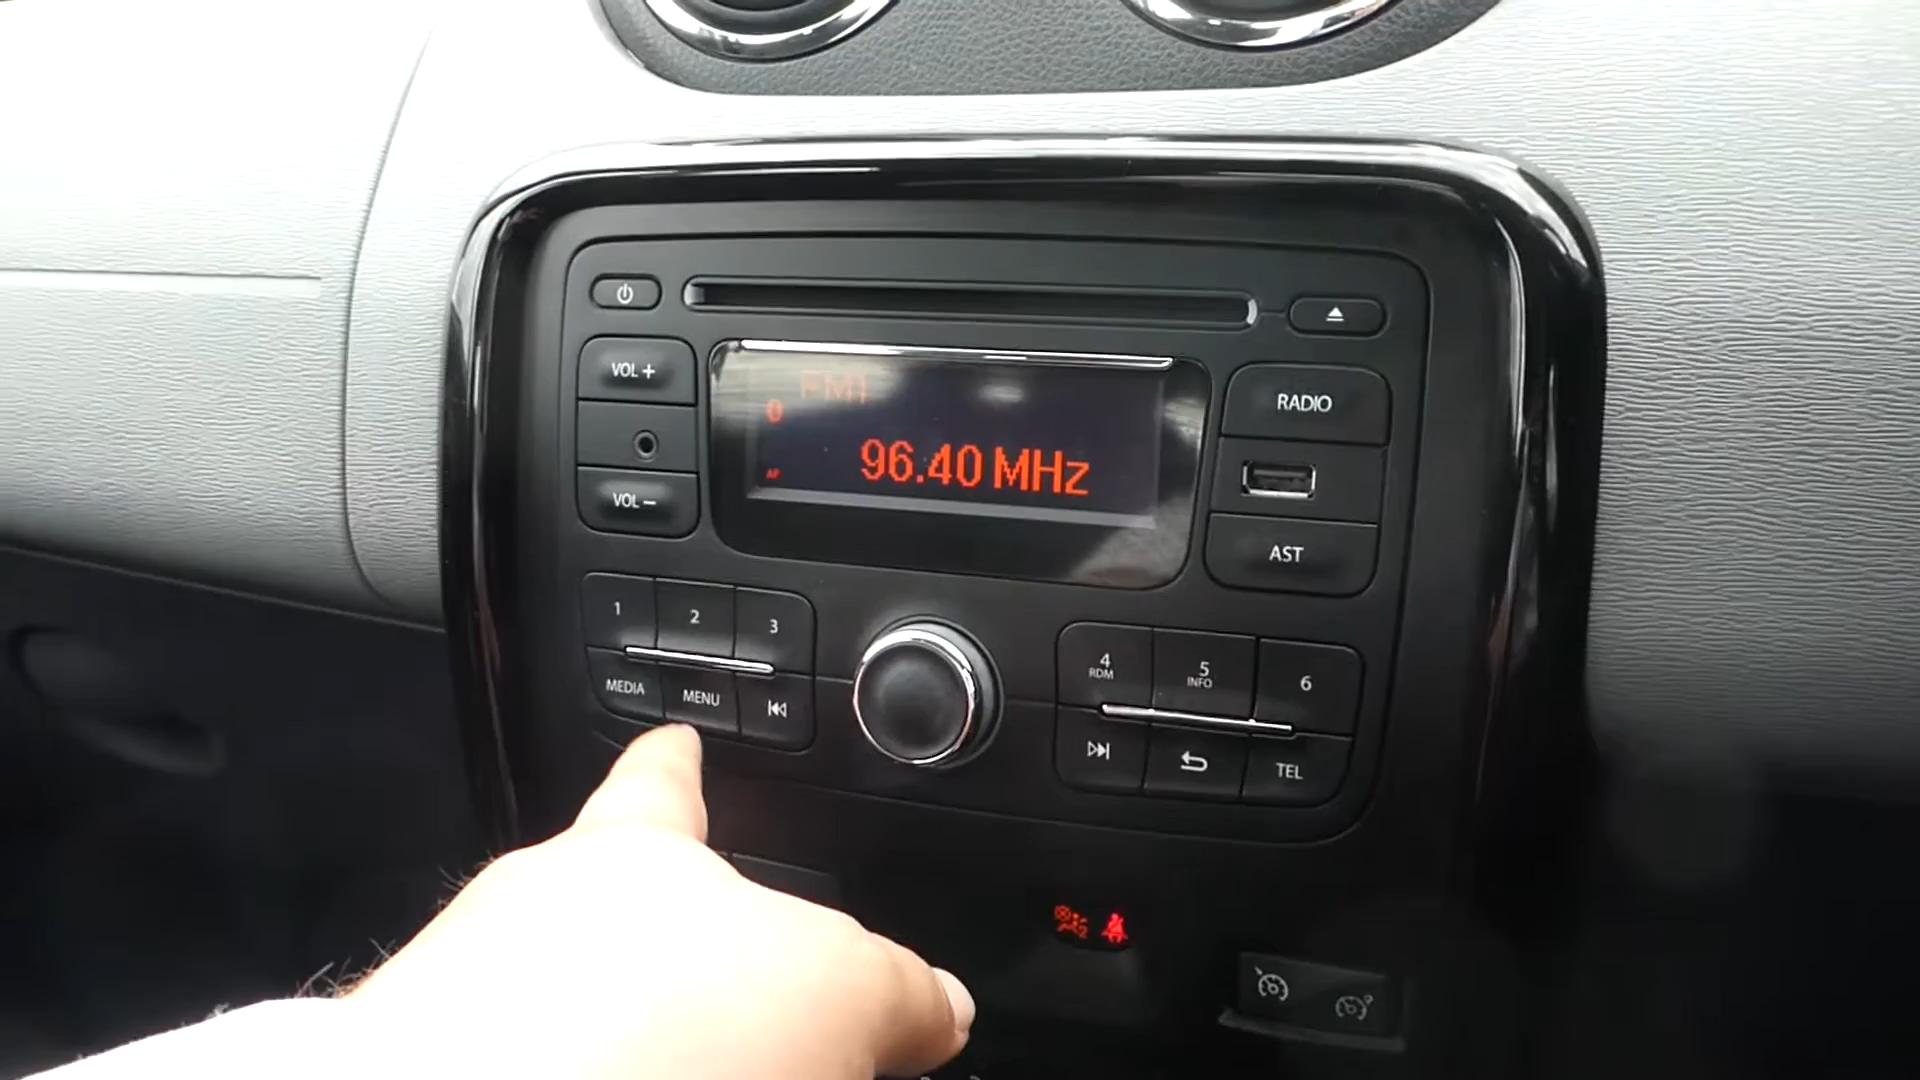 VOL +
FM1
RADIO
AF
96.40 MHz
VOL −
AST
1
2
3
4
RDM
5
INFO
6
MEDIA
MENU
TEL